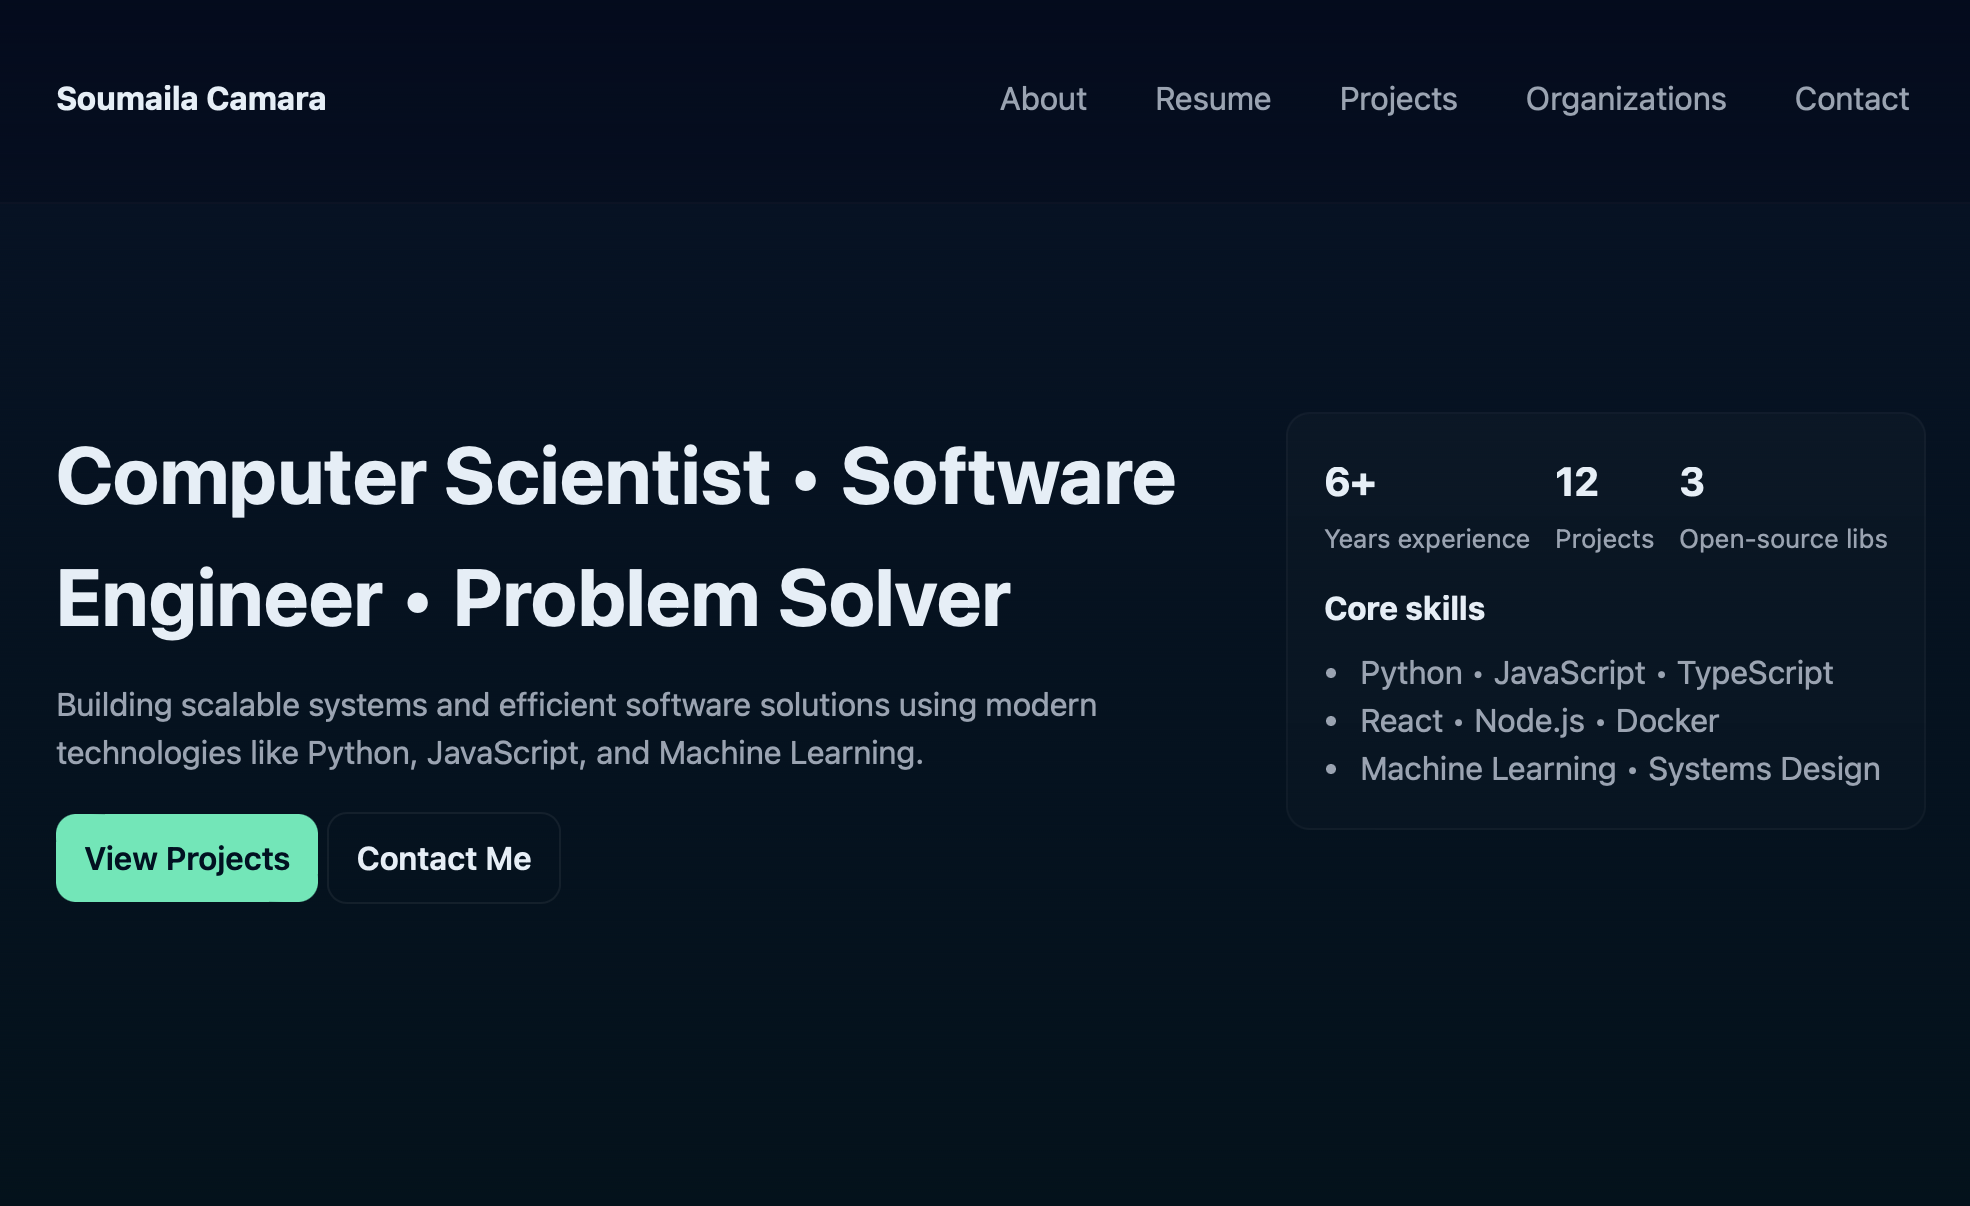 Soumaila Camara
About Resume Projects Organizations Contact
Computer Scientist • Software
Engineer • Problem Solver
Building scalable systems and efficient software solutions using modern
technologies like Python, JavaScript, and Machine Learning.
View Projects Contact Me
6+ 12 3
Years experience Projects Open-source libs
Core skills
• Python • JavaScript • TypeScript
• React • Node.js • Docker
• Machine Learning • Systems Design